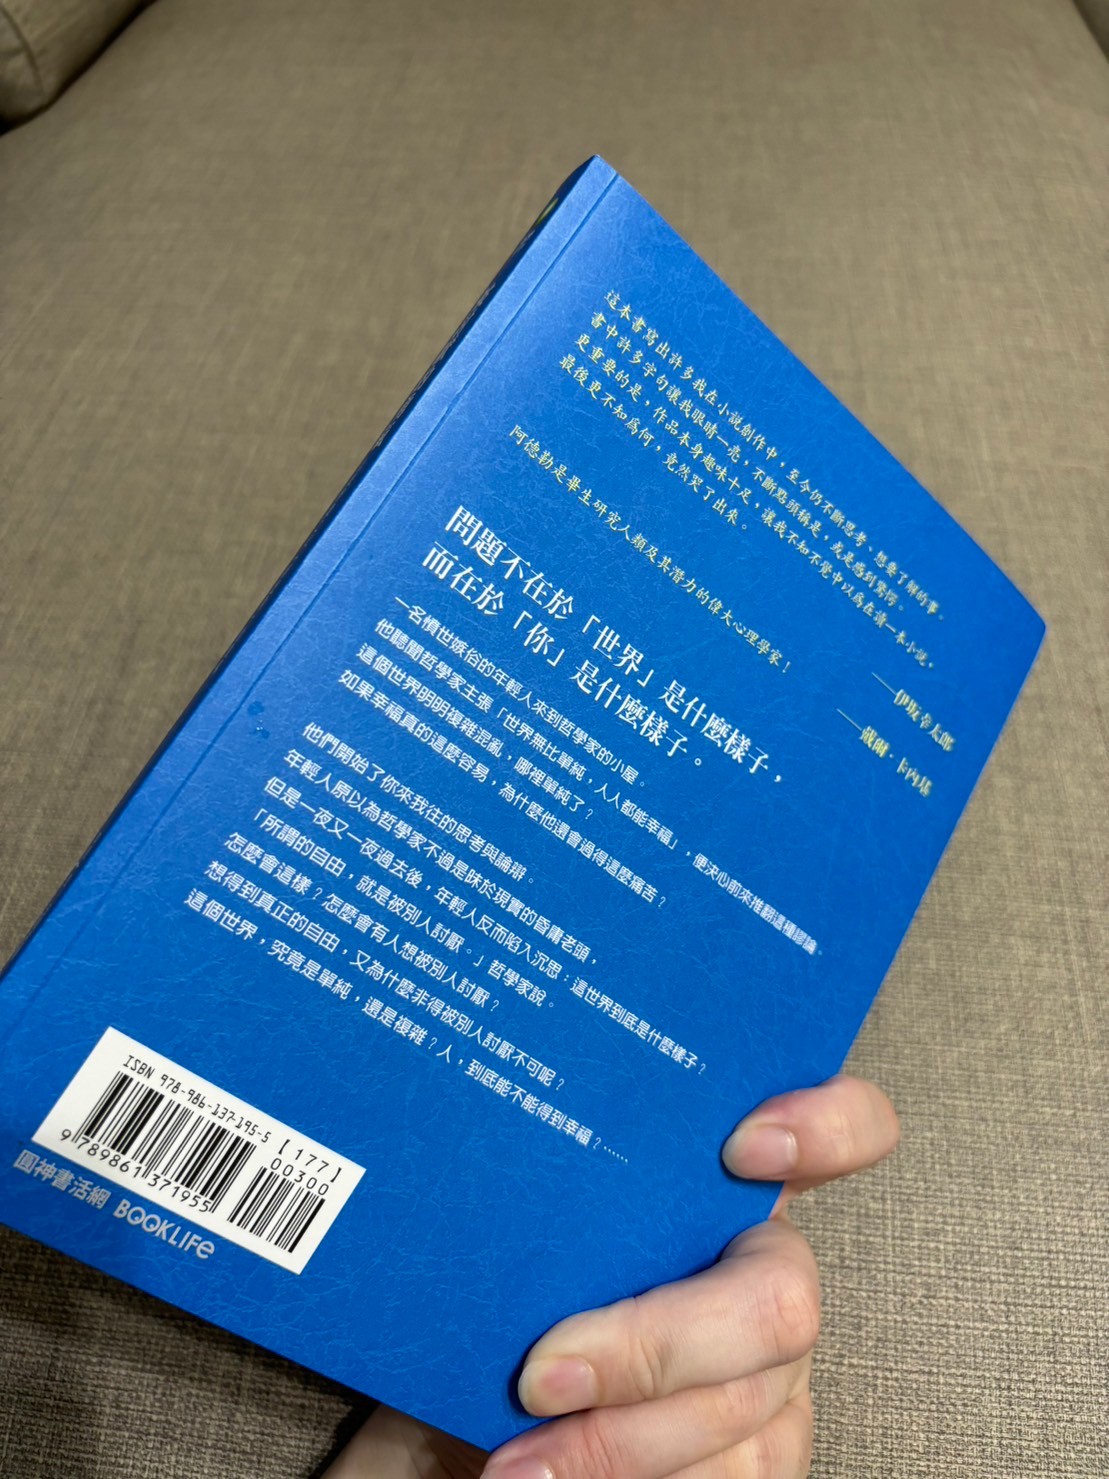 這本書寫出許多我在小說創作中，至今仍不斷思考、想要了解的事。
書中許多字句讓我眼睛一亮，不斷點頭稱是，或是感到驚愕。
更重要的是，作品本身趣味十足，讓我不知不覺中以為在讀一本小說，
最後更不知為何，竟然哭了出來。
——伊坂幸太郎
阿德勒是畢生研究人類及其潛力的偉大心理學家！
——戴爾・卡內基
問題不在於「世界」是什麼樣子，
而在於「你」是什麼樣子。
一名憤世嫉俗的年輕人來到哲學家的小屋。
他聽聞哲學家主張「世界無比單純，人人都能幸福」，便決心前來推翻這種謬論。
這個世界明明複雜混亂，哪裡單純了？
如果幸福真的這麼容易，為什麼他還會過得這麼痛苦？
他們開始了你來我往的思考與論辯。
年輕人原以為哲學家不過是昧於現實的昏庸老頭，
但是一夜又一夜過去後，年輕人反而陷入沉思：這世界到底是什麼樣子？
「所謂的自由，就是被別人討厭。」哲學家說。
怎麼會這樣？怎麼會有人想被別人討厭？
想得到真正的自由，又為什麼非得被別人討厭不可呢？
這個世界，究竟是單純，還是複雜？人，到底能不能得到幸福？……
ISBN 978-986-137-195-5 [177]
00300
9 789861 371955
圓神書活網 BOOKLIFE